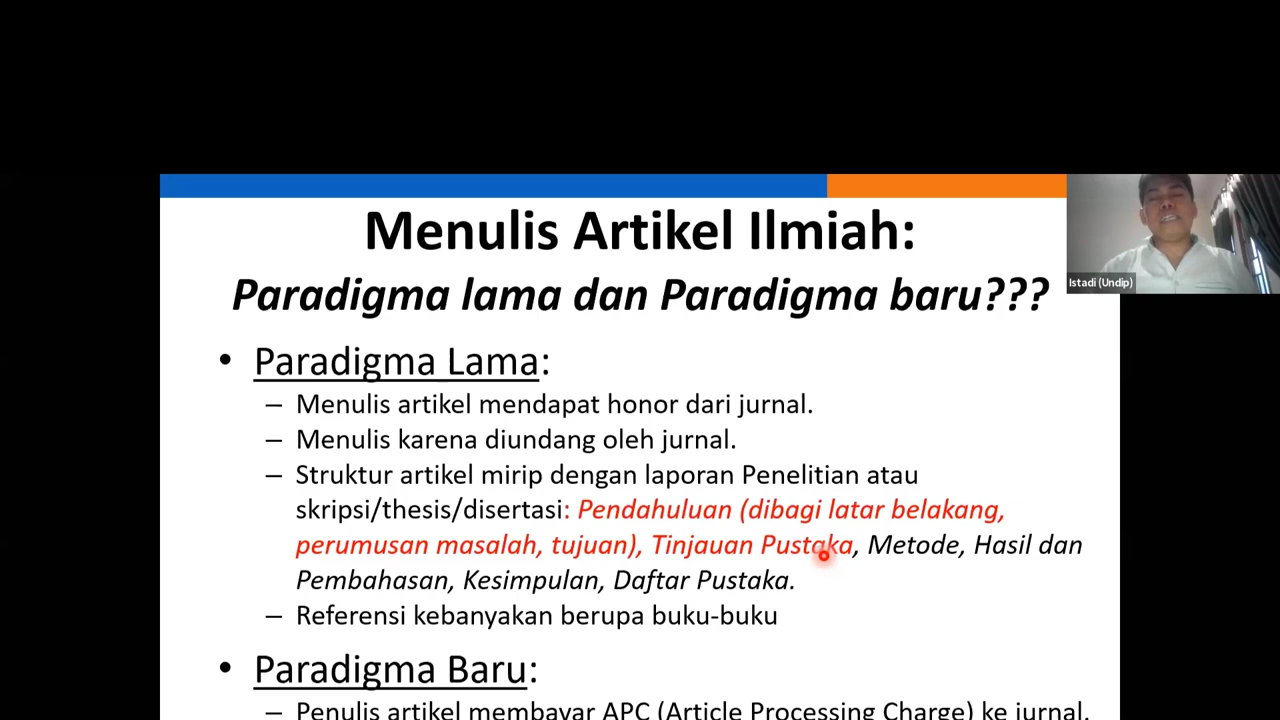 Menulis Artikel Ilmiah:
Paradigma lama dan Paradigma baru???
Istadi (Undip)
• Paradigma Lama:
– Menulis artikel mendapat honor dari jurnal.
– Menulis karena diundang oleh jurnal.
– Struktur artikel mirip dengan laporan Penelitian atau
skripsi/thesis/disertasi: Pendahuluan (dibagi latar belakang,
perumusan masalah, tujuan), Tinjauan Pustaka, Metode, Hasil dan
Pembahasan, Kesimpulan, Daftar Pustaka.
– Referensi kebanyakan berupa buku-buku
• Paradigma Baru:
– Penulis artikel membayar APC (Article Processing Charge) ke jurnal.